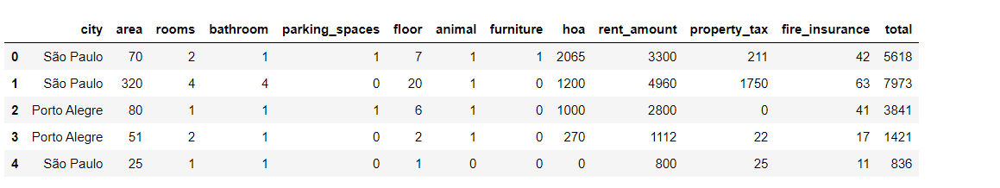 city area rooms bathroom parking_spaces floor animal furniture hoa rent_amount property_tax fire_insurance total
0 São Paulo 70 2 1 1 7 1 1 2065 3300 211 42 5618
1 São Paulo 320 4 4 0 20 1 0 1200 4960 1750 63 7973
2 Porto Alegre 80 1 1 1 6 1 0 1000 2800 0 41 3841
3 Porto Alegre 51 2 1 0 2 1 0 270 1112 22 17 1421
4 São Paulo 25 1 1 0 1 0 0 0 800 25 11 836